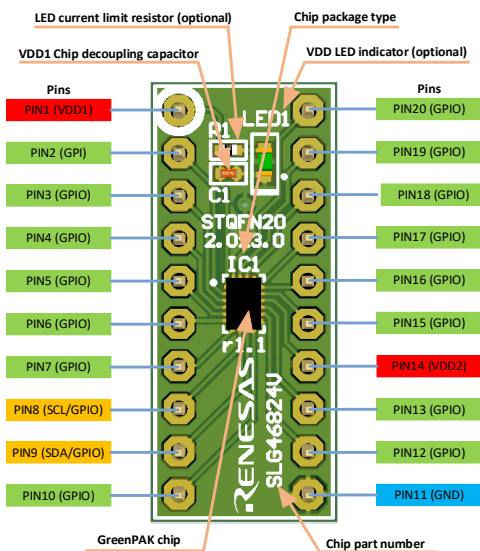 LED current limit resistor (optional)
Chip package type
VDD1 Chip decoupling capacitor
VDD LED indicator (optional)
Pins
Pins
PIN1 (VDD1)
PIN2 (GPI)
PIN3 (GPIO)
PIN4 (GPIO)
PIN5 (GPIO)
PIN6 (GPIO)
PIN7 (GPIO)
PIN8 (SCL/GPIO)
PIN9 (SDA/GPIO)
PIN10 (GPIO)
R1
LED1
C1
STQFN20
2.0x3.0
IC1
r1.1
RENESAS
SLG46824V
PIN20 (GPIO)
PIN19 (GPIO)
PIN18 (GPIO)
PIN17 (GPIO)
PIN16 (GPIO)
PIN15 (GPIO)
PIN14 (VDD2)
PIN13 (GPIO)
PIN12 (GPIO)
PIN11 (GND)
GreenPAK chip
Chip part number